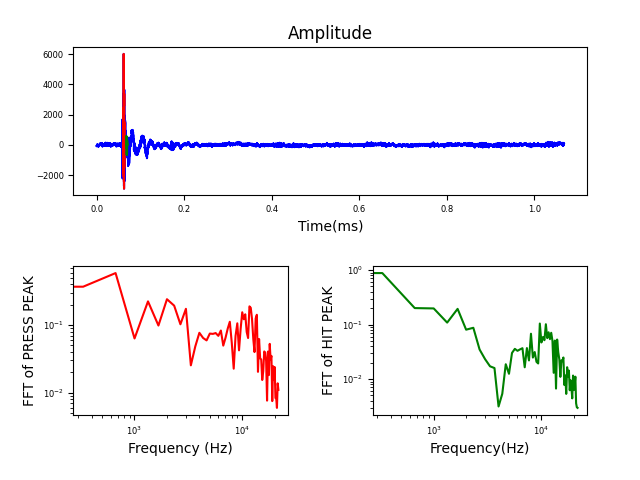 Amplitude
6000
4000
2000
0
−2000
0.0 0.2 0.4 0.6 0.8 1.0
Time(ms)
FFT of PRESS PEAK
10⁻¹
10⁻²
10³ 10⁴
Frequency (Hz)
FFT of HIT PEAK
10⁰
10⁻¹
10⁻²
10³ 10⁴
Frequency(Hz)